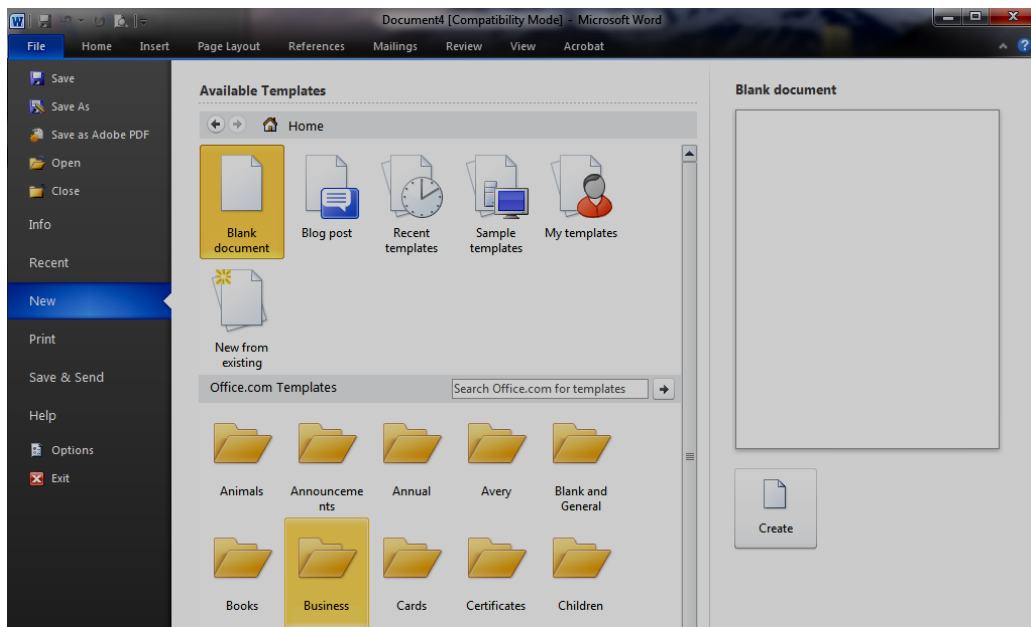 Document4 [Compatibility Mode] - Microsoft Word
File Home Insert Page Layout References Mailings Review View Acrobat
Save
Save As
Save as Adobe PDF
Open
Close
Info
Recent
New
Print
Save & Send
Help
Options
Exit
Available Templates
Home
Blank
document
Blog post
Recent
templates
Sample
templates
My templates
New from
existing
Office.com Templates
Search Office.com for templates
Animals
Announceme
nts
Annual
Avery
Blank and
General
Books
Business
Cards
Certificates
Children
Blank document
Create